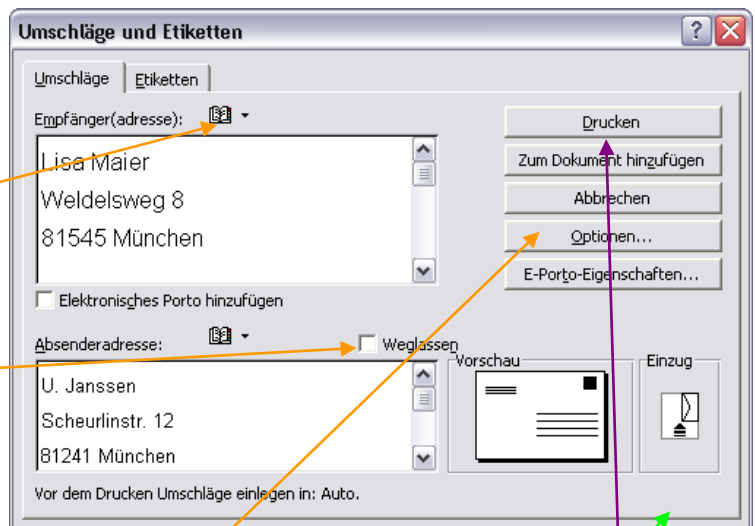 Umschläge und Etiketten
Umschläge Etiketten
Empfänger(adresse):
Lisa Maier
Weldelsweg 8
81545 München
Drucken
Zum Dokument hinzufügen
Abbrechen
Optionen...
E-Porto-Eigenschaften...
Elektronisches Porto hinzufügen
Absenderadresse:
Weglassen
U. Janssen
Scheurlinstr. 12
81241 München
Vorschau
Einzug
Vor dem Drucken Umschläge einlegen in: Auto.